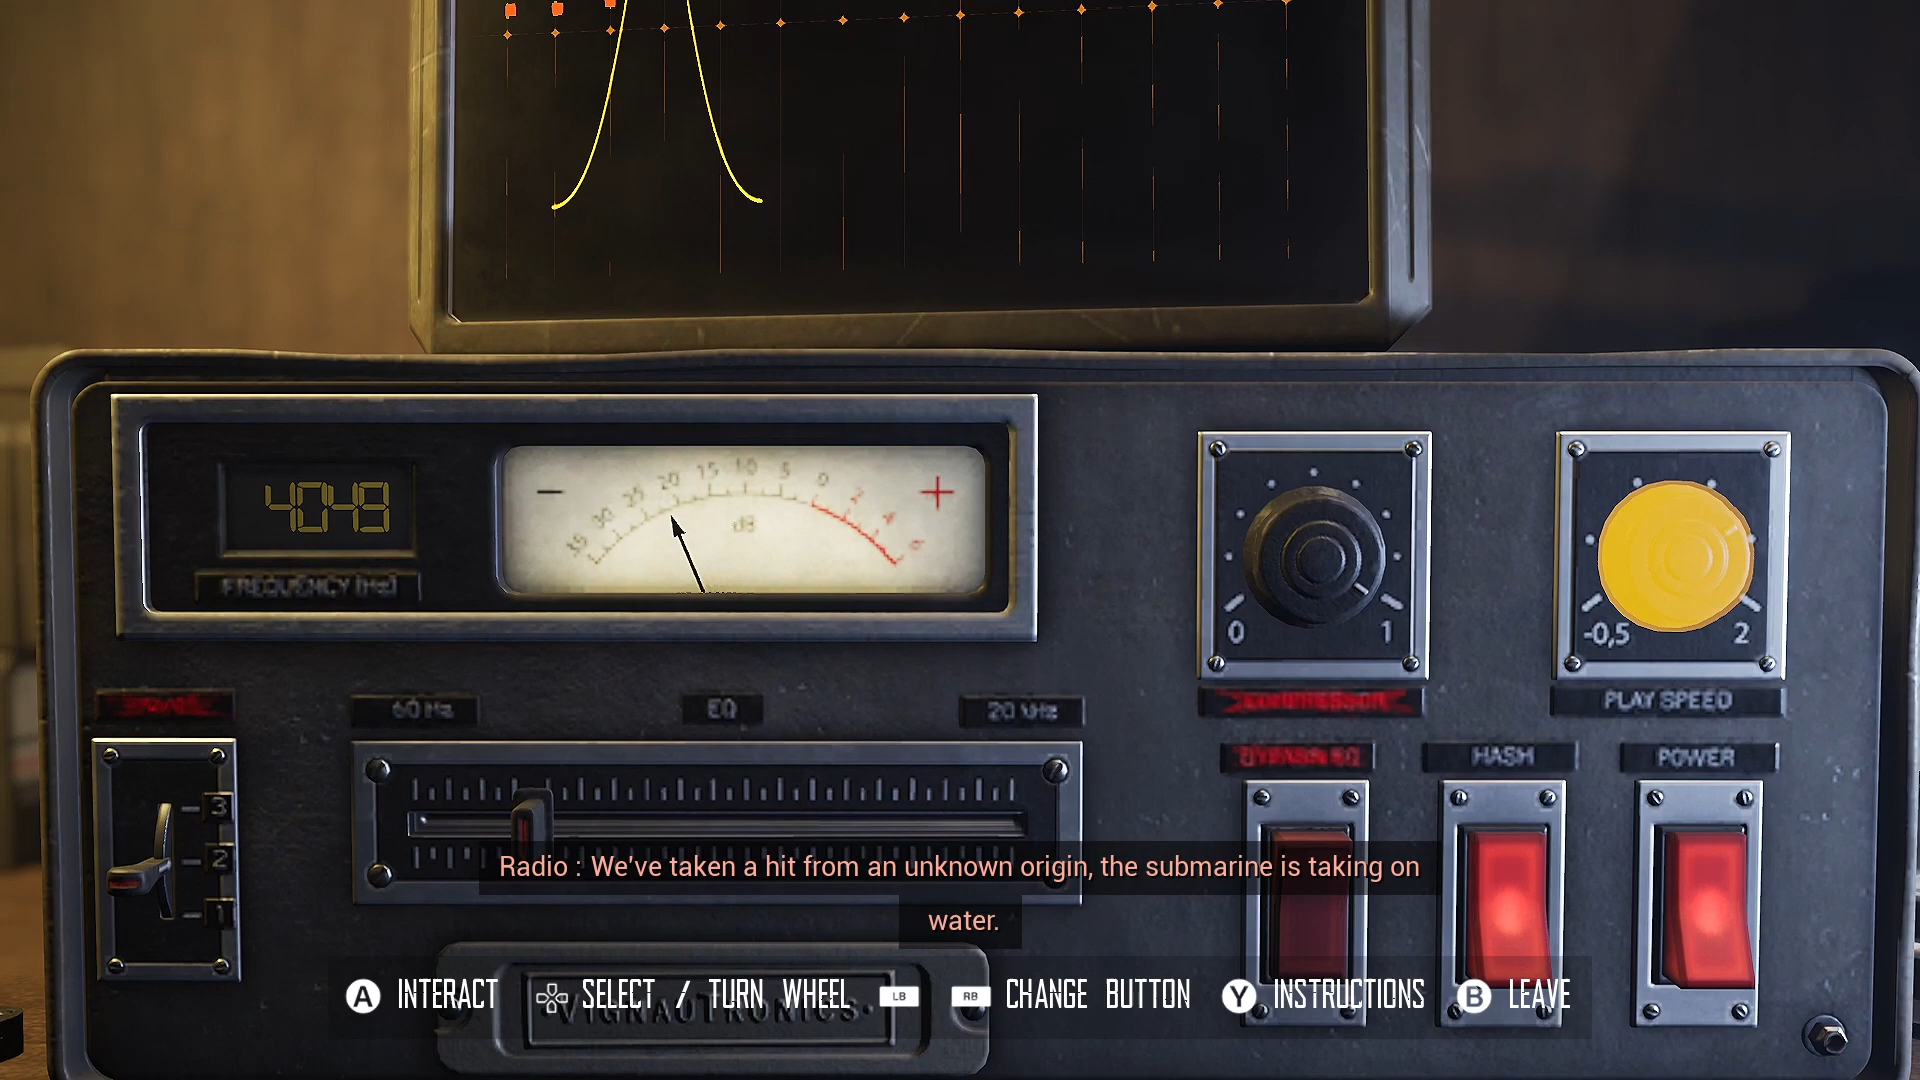 4048
FREQUENCY (Hz)
35 30 25 20 15 10 5 0 2 4 6
dB
0 1
-0,5 2
60 Hz
EQ
20 kHz
PLAY SPEED
HASH
POWER
3
2
1
Radio : We've taken a hit from an unknown origin, the submarine is taking on
water.
A INTERACT SELECT / TURN WHEEL LB RB CHANGE BUTTON Y INSTRUCTIONS B LEAVE
VIGRAUTRONICS